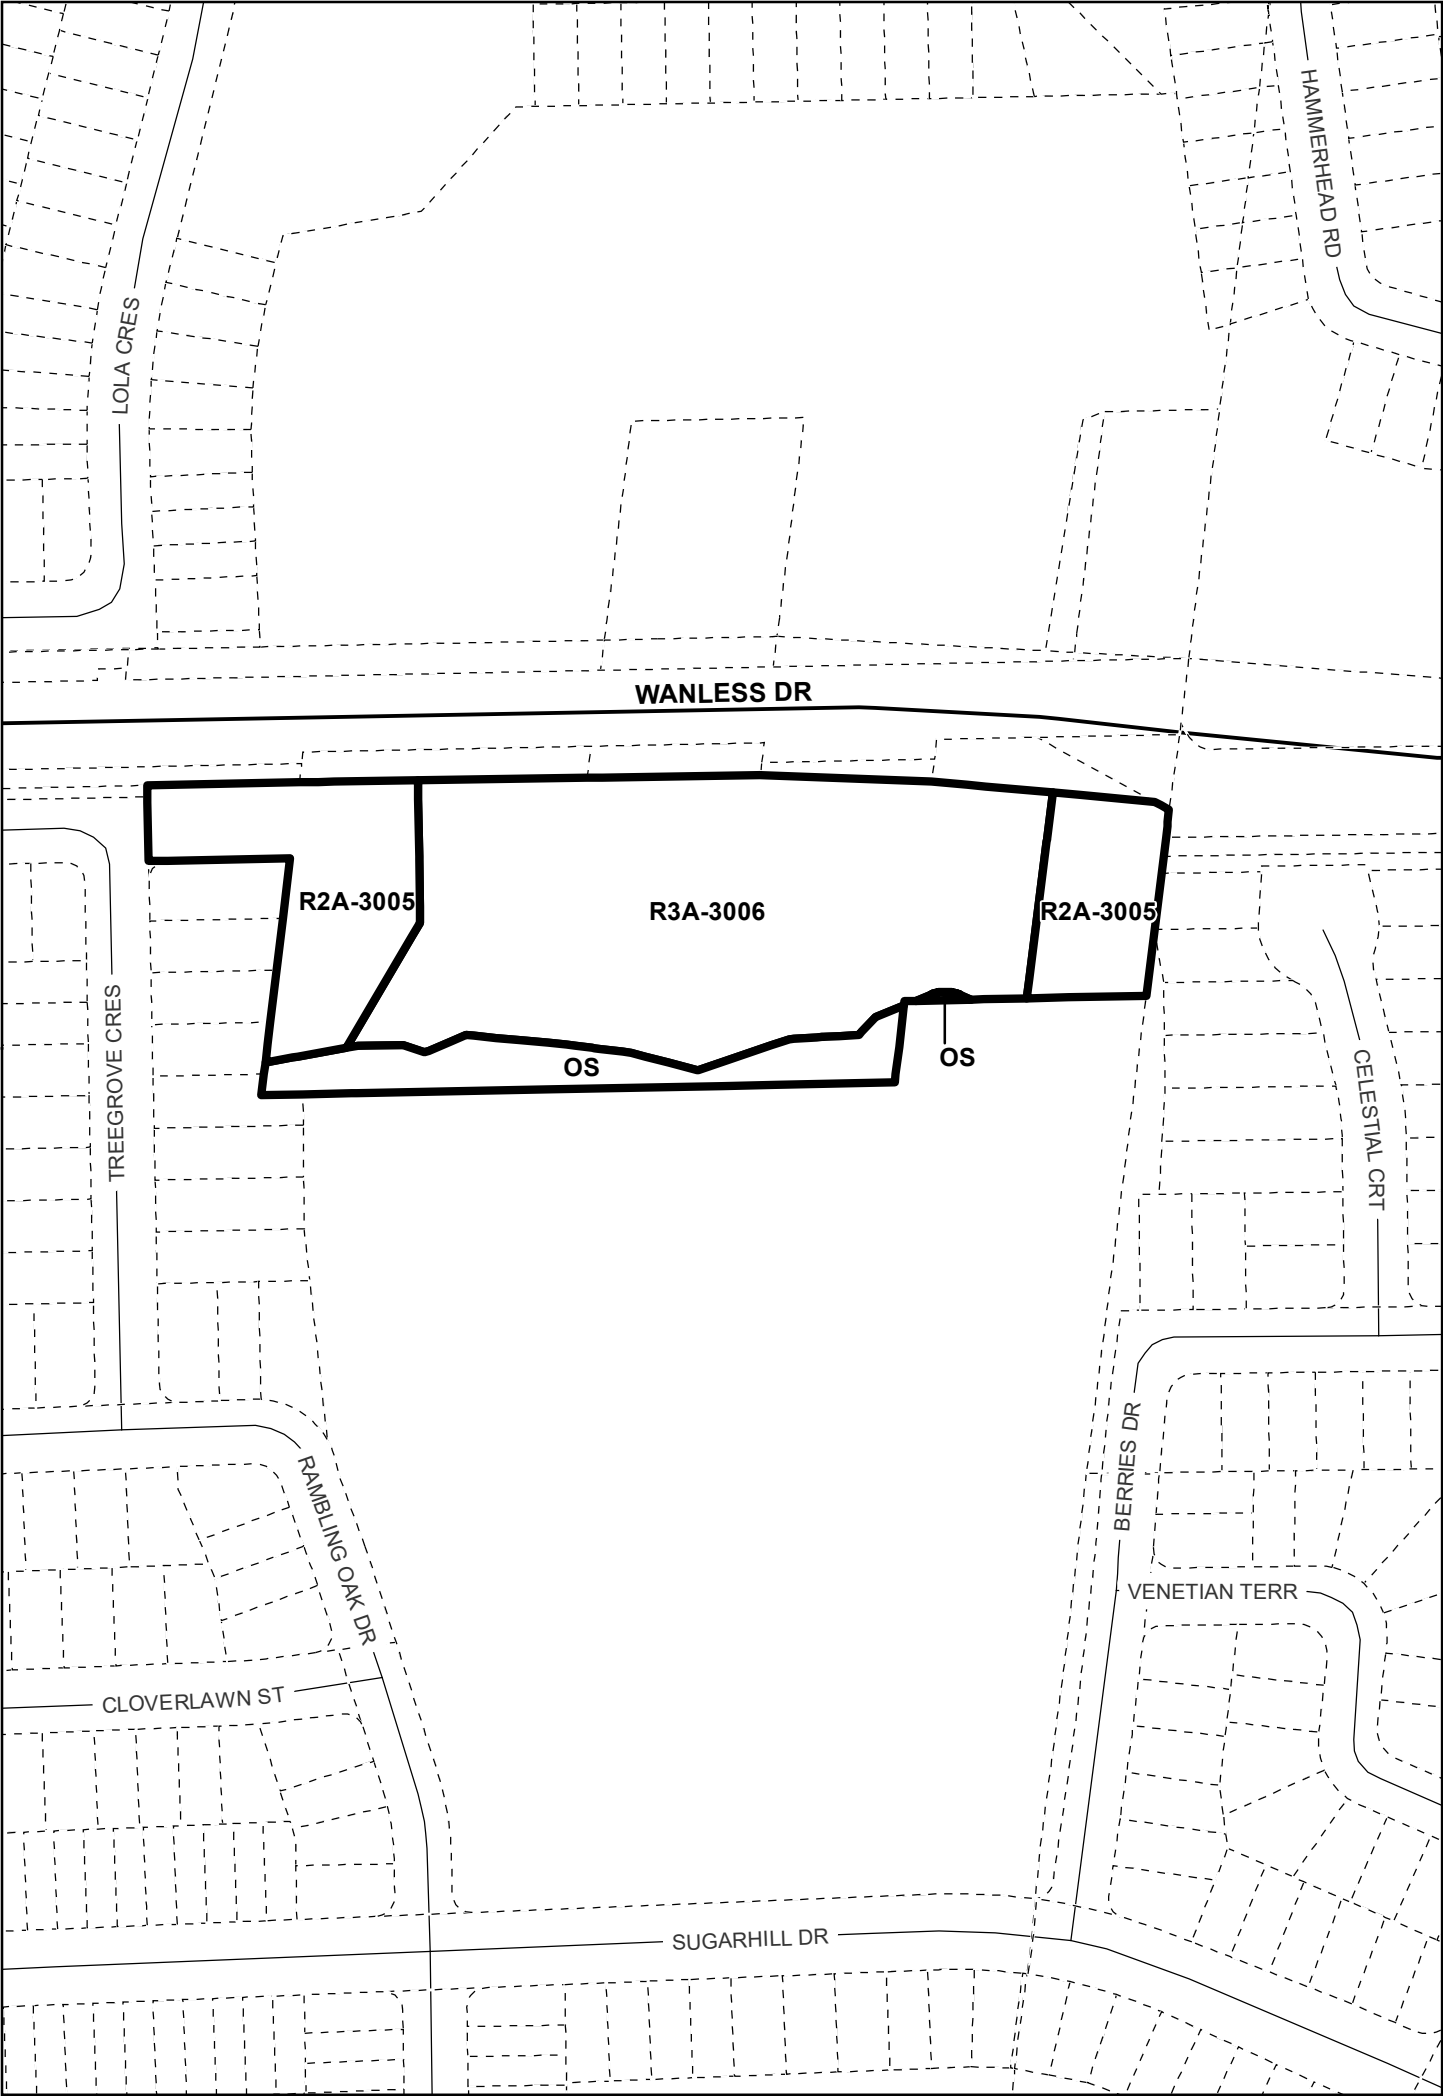 HAMMERHEAD RD
LOLA CRES
WANLESS DR
R2A-3005
R3A-3006
R2A-3005
TREEGROVE CRES
OS
OS
CELESTIAL CRT
BERRIES DR
RAMBLING OAK DR
VENETIAN TERR
CLOVERLAWN ST
SUGARHILL DR